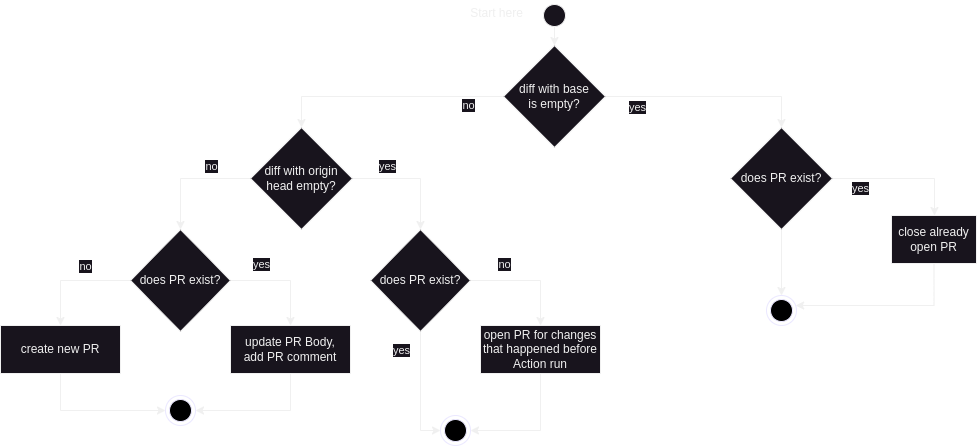 Start here
diff with base
is empty?
no
yes
diff with origin
head empty?
no
yes
does PR exist?
yes
close already
open PR
does PR exist?
no
yes
does PR exist?
no
yes
create new PR
update PR Body,
add PR comment
open PR for changes
that happened before
Action run